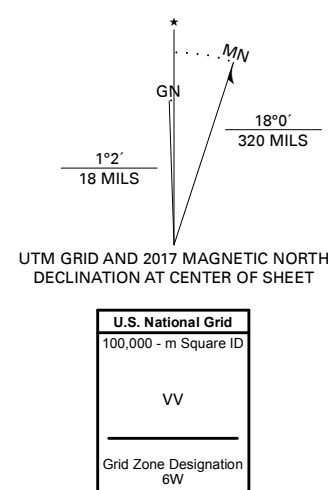 ★
MN
GN
18°0´
320 MILS
1°2´
18 MILS
UTM GRID AND 2017 MAGNETIC NORTH
DECLINATION AT CENTER OF SHEET
U.S. National Grid
100,000 - m Square ID
VV
Grid Zone Designation
6W